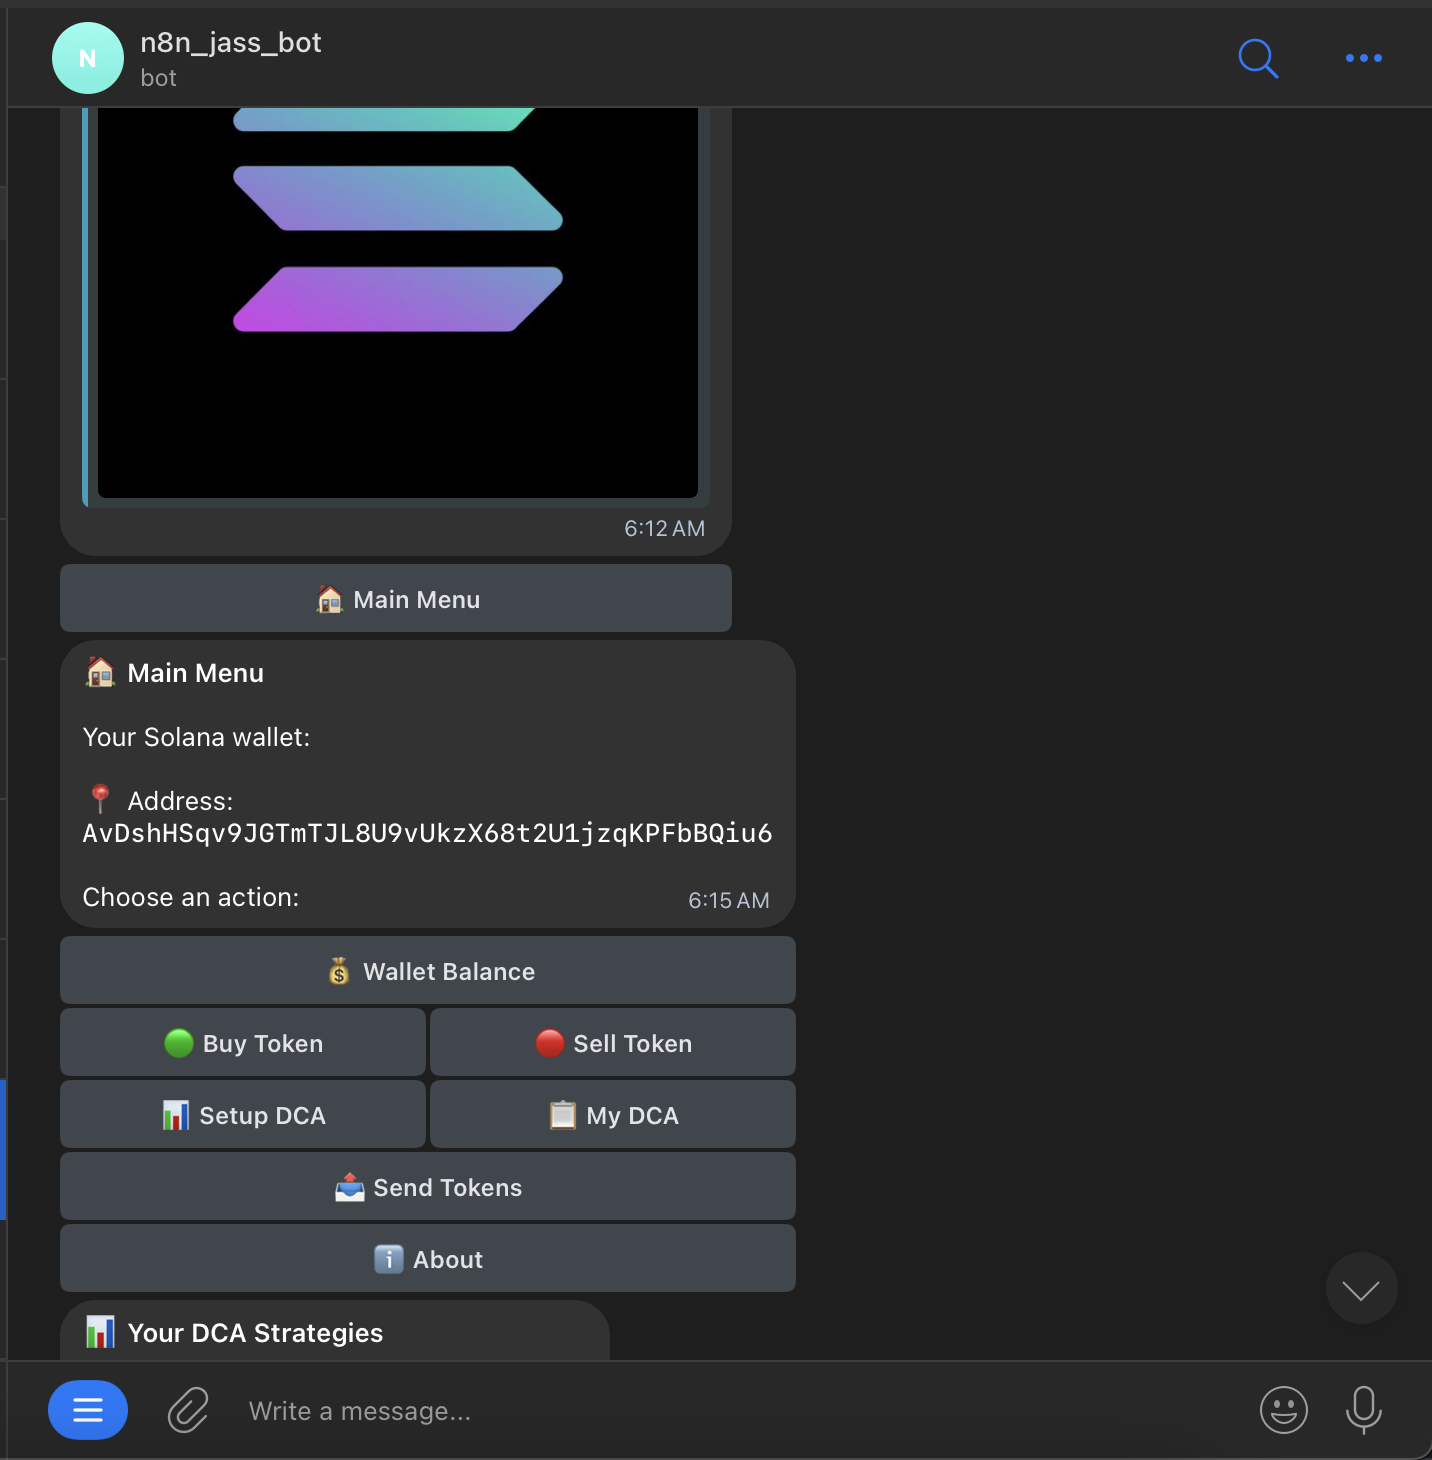 N
n8n_jass_bot
bot
6:12 AM
🏠 Main Menu
🏠 Main Menu
Your Solana wallet:
📍 Address:
AvDshHSqv9JGTmTJL8U9vUkzX68t2U1jzqKPFbBQiu6
Choose an action:
6:15 AM
💰 Wallet Balance
🟢 Buy Token
🔴 Sell Token
📊 Setup DCA
📋 My DCA
📤 Send Tokens
ℹ️ About
📊 Your DCA Strategies
Write a message...